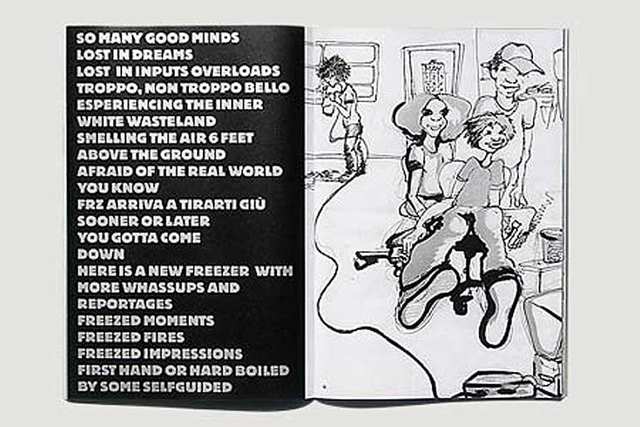 SO MANY GOOD MINDS
LOST IN DREAMS
LOST IN INPUTS OVERLOADS
TROPPO, NON TROPPO BELLO
ESPERIENCING THE INNER
WHITE WASTELAND
SMELLING THE AIR 6 FEET
ABOVE THE GROUND
AFRAID OF THE REAL WORLD
YOU KNOW
FRZ ARRIVA A TIRARTI GIÙ
SOONER OR LATER
YOU GOTTA COME
DOWN
HERE IS A NEW FREEZER WITH
MORE WHASSUPS AND
REPORTAGES
FREEZED MOMENTS
FREEZED FIRES
FREEZED IMPRESSIONS
FIRST HAND OR HARD BOILED
BY SOME SELFGUIDED